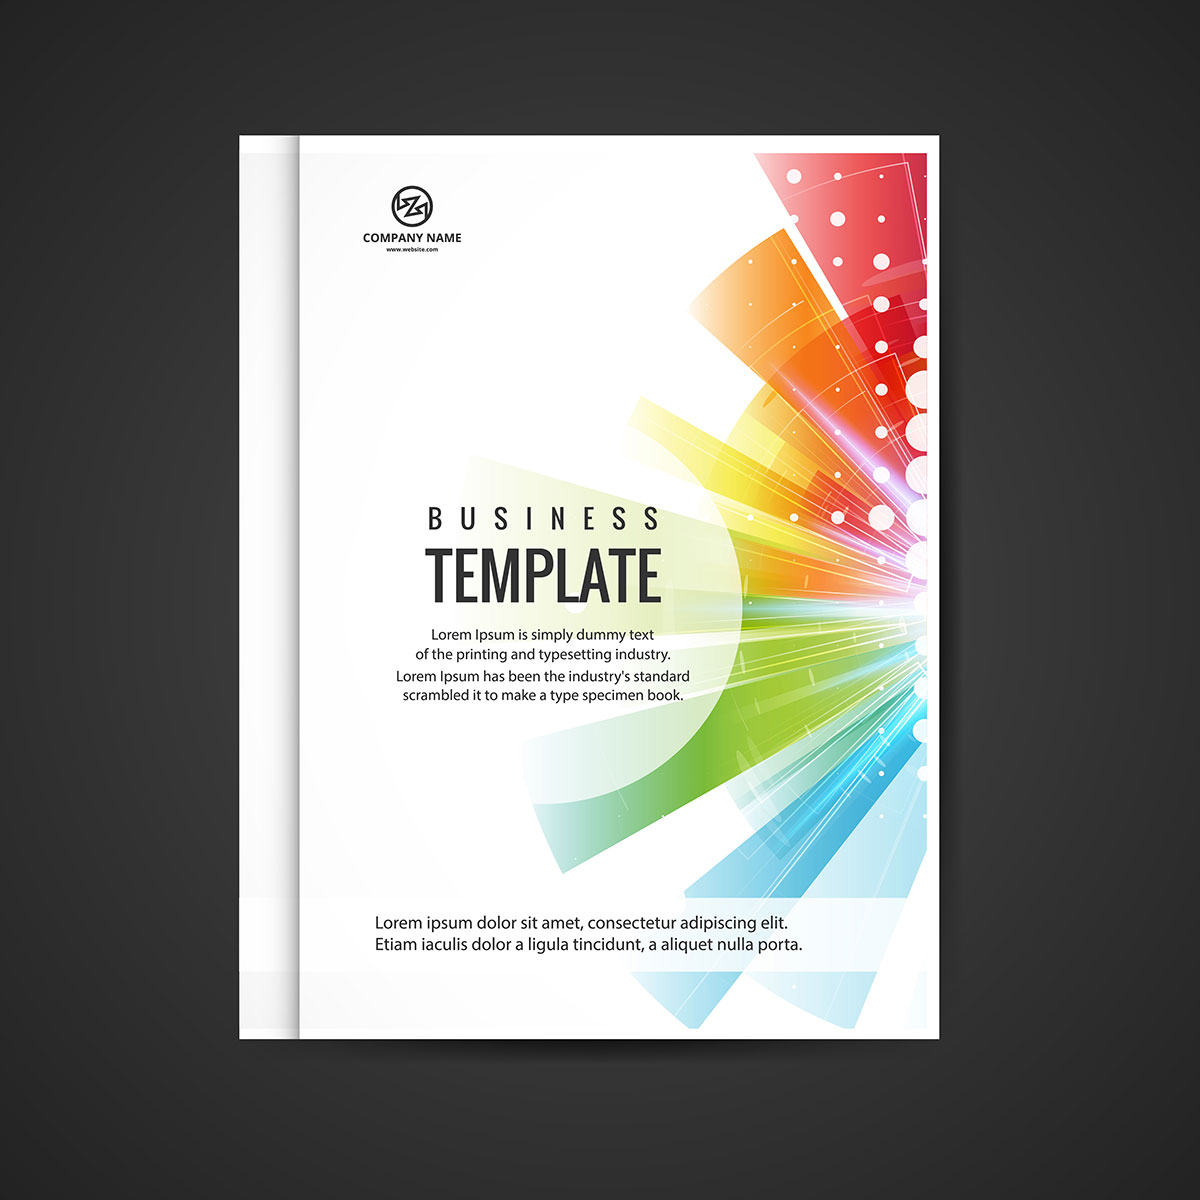 COMPANY NAME
www.website.com
BUSINESS
TEMPLATE
Lorem Ipsum is simply dummy text
of the printing and typesetting industry.
Lorem Ipsum has been the industry's standard
scrambled it to make a type specimen book.
Lorem ipsum dolor sit amet, consectetur adipiscing elit.
Etiam iaculis dolor a ligula tincidunt, a aliquet nulla porta.